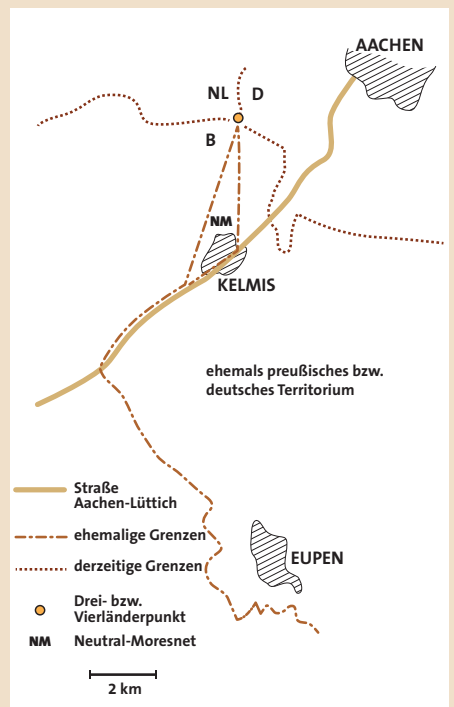 AACHEN
NL D
B
NM
KELMIS
ehemals preußisches bzw.
deutsches Territorium
EUPEN
Straße
Aachen-Lüttich
ehemalige Grenzen
derzeitige Grenzen
Drei- bzw.
Vierländerpunkt
NM Neutral-Moresnet
2 km